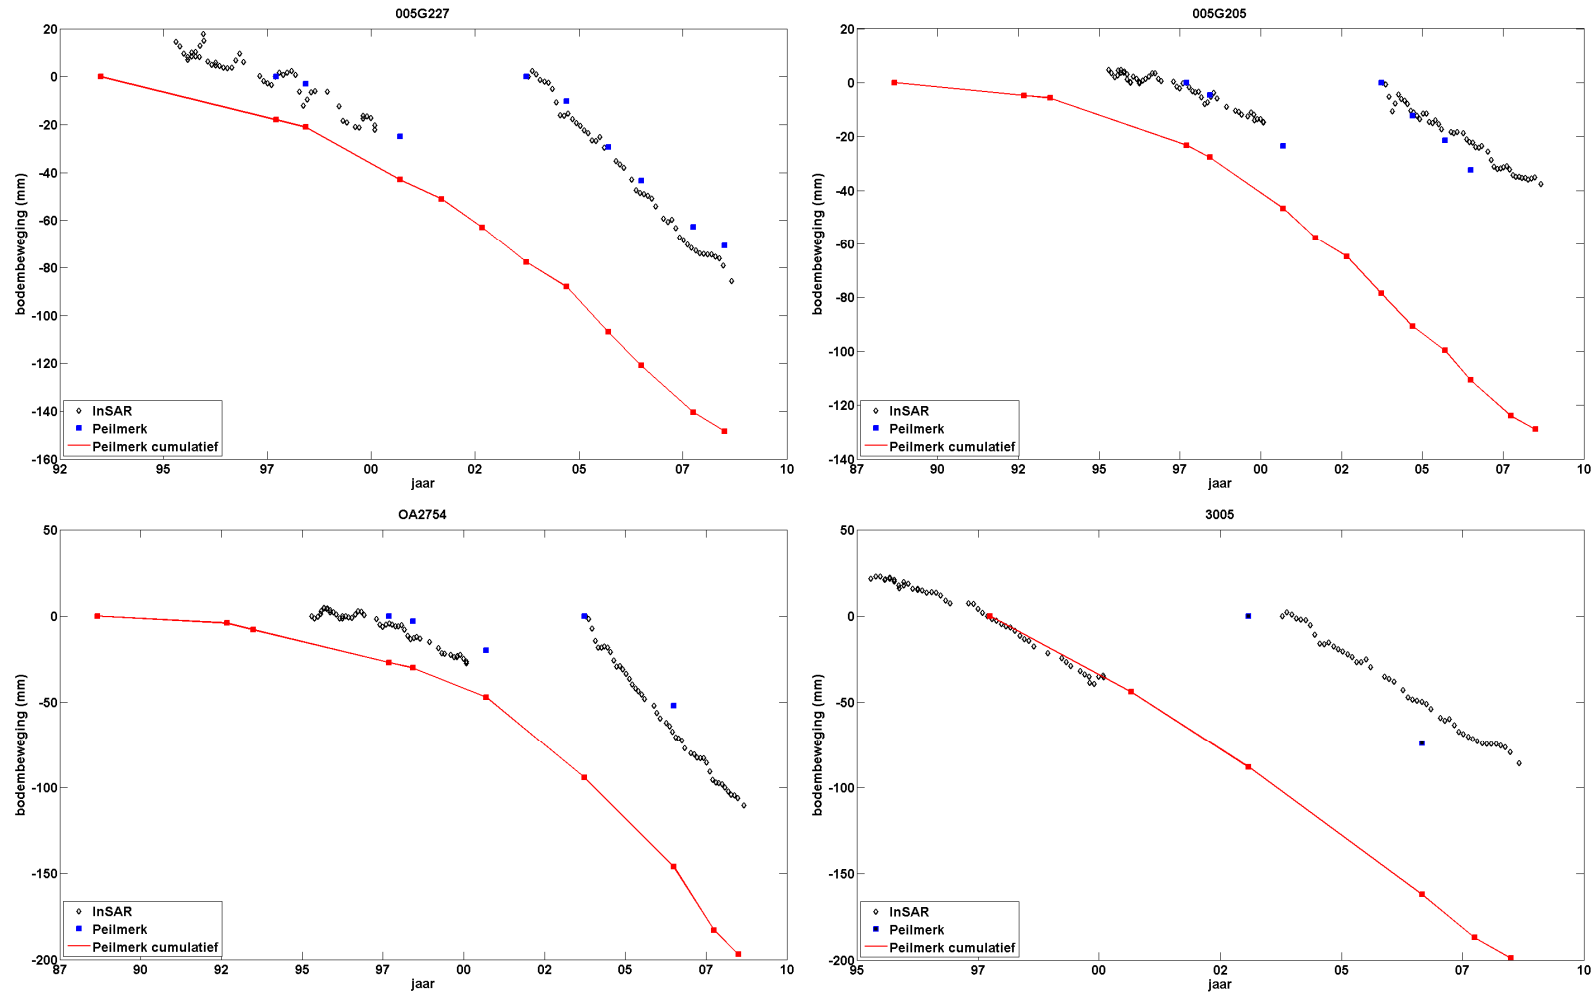 005G227
20
0
-20
-40
-60
-80
-100
-120
-140
-160
bodembeweging (mm)
92 95 97 00 02 05 07 10
jaar
InSAR
Peilmerk
Peilmerk cumulatief
005G205
20
0
-20
-40
-60
-80
-100
-120
-140
bodembeweging (mm)
87 90 92 95 97 00 02 05 07 10
jaar
InSAR
Peilmerk
Peilmerk cumulatief
OA2754
50
0
-50
-100
-150
-200
bodembeweging (mm)
87 90 92 95 97 00 02 05 07 10
jaar
InSAR
Peilmerk
Peilmerk cumulatief
3005
50
0
-50
-100
-150
-200
bodembeweging (mm)
95 97 00 02 05 07 10
jaar
InSAR
Peilmerk
Peilmerk cumulatief